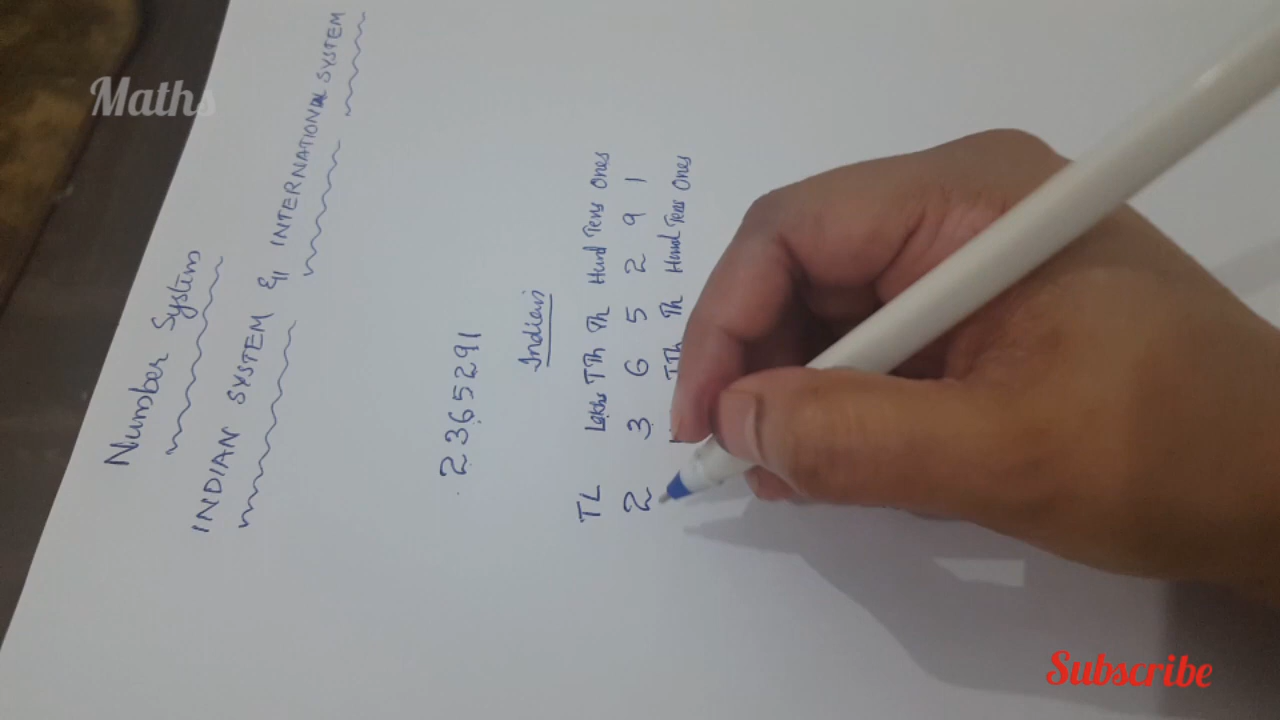 Maths
Number System
INDIAN SYSTEM & INTERNATIONAL SYSTEM
2365291
Indian
TL Lakhs TTh Th Hund Tens Ones
2 3 6 5 2 9 1
TTh Th Hund Tens Ones
Subscribe